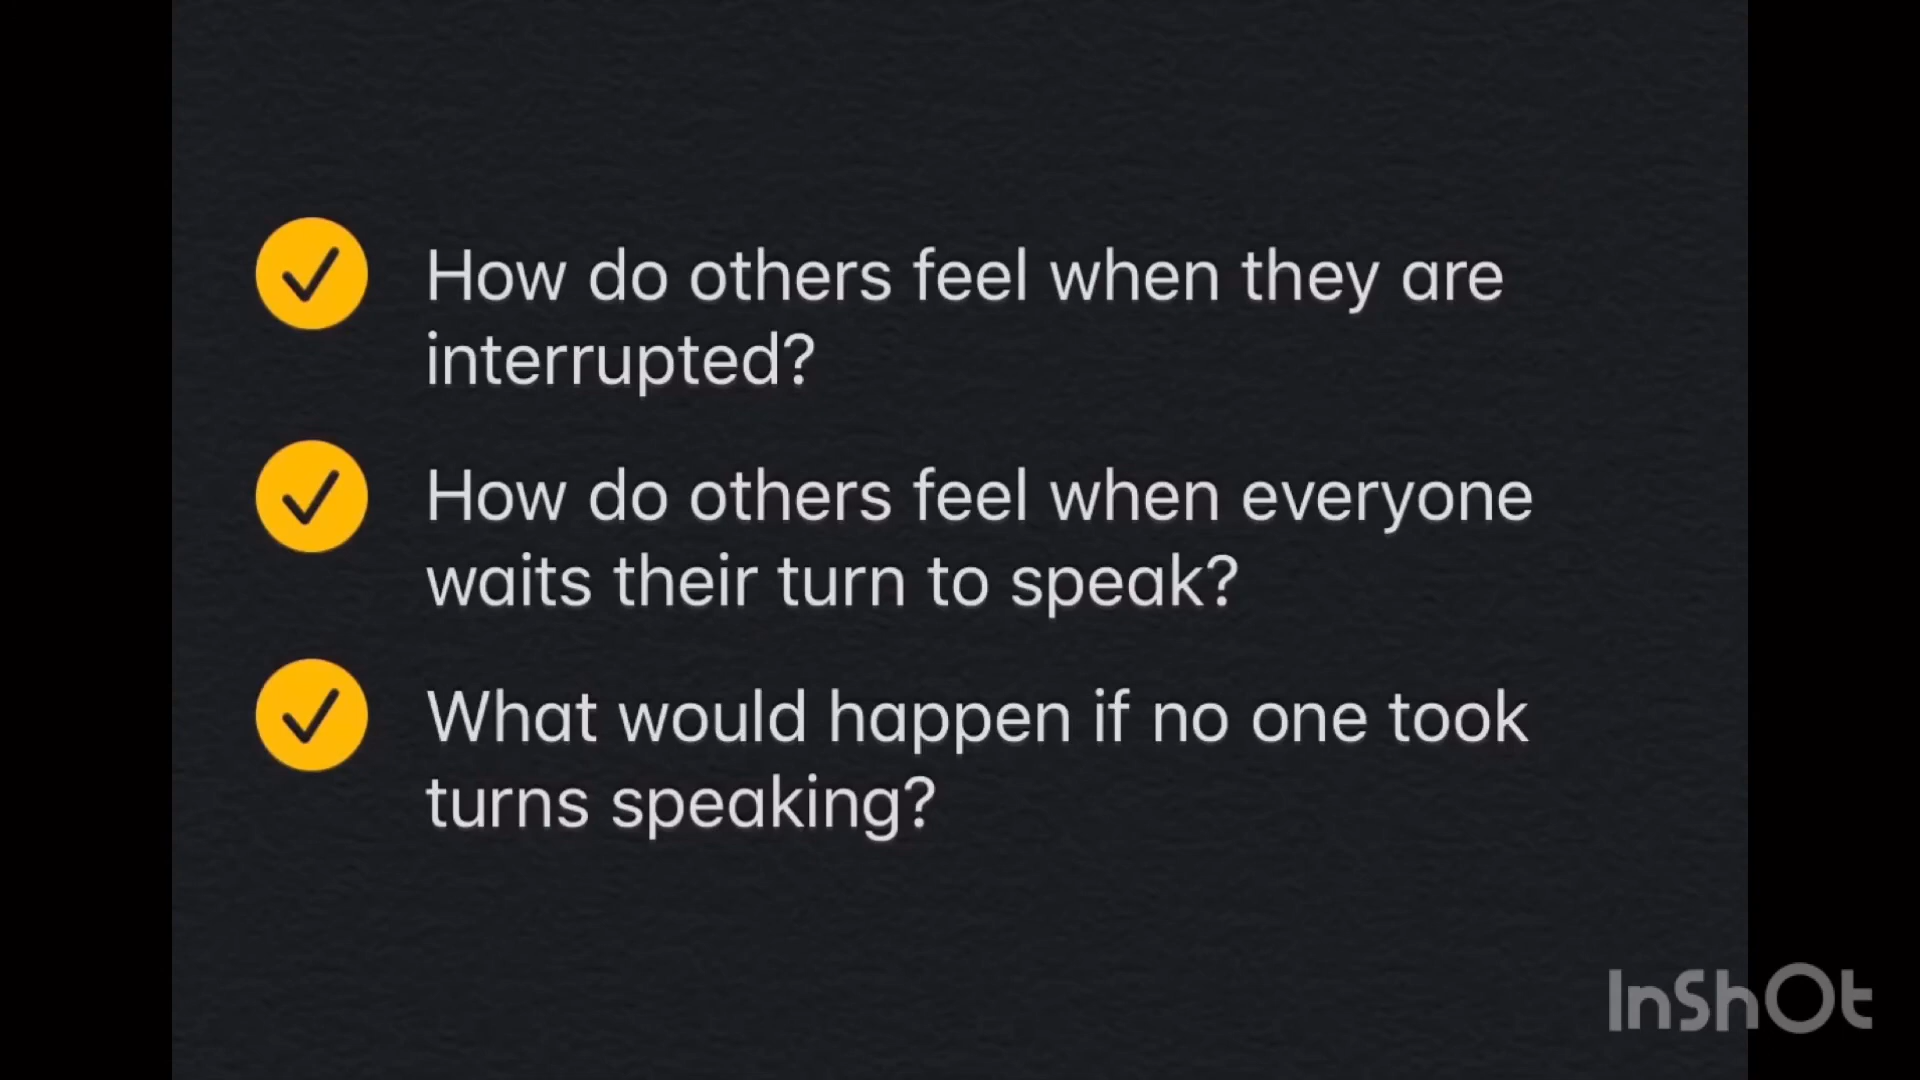 How do others feel when they are
interrupted?
How do others feel when everyone
waits their turn to speak?
What would happen if no one took
turns speaking?
InShOt